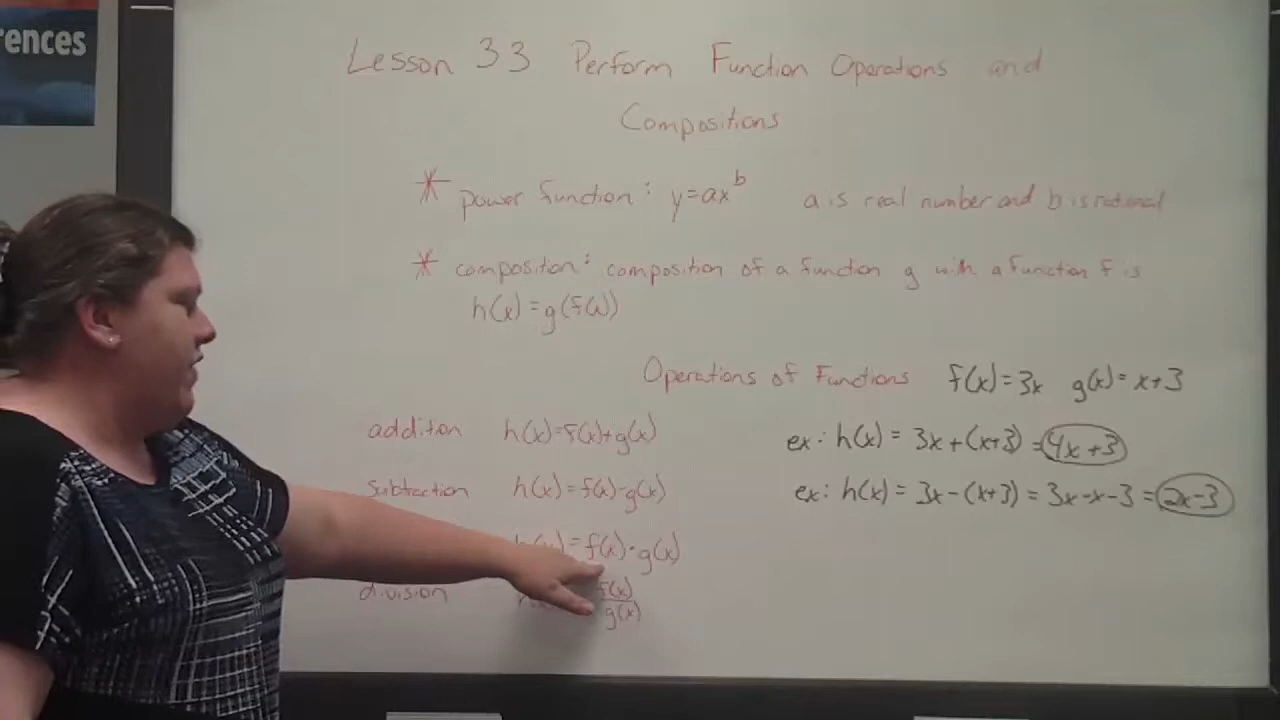 ences
Lesson 33 Perform Function Operations and
Compositions
* power function: y=ax^b a is real number and b is rational
* composition: composition of a function g with a function f is
h(x)=g(f(x))
Operations of Functions f(x)=3x g(x)=x+3
addition h(x)=f(x)+g(x) ex: h(x)=3x+(x+3)=4x+3
subtraction h(x)=f(x)-g(x) ex: h(x)=3x-(x+3)=3x-x-3=2x-3
=f(x)·g(x)
division f(x)/g(x)